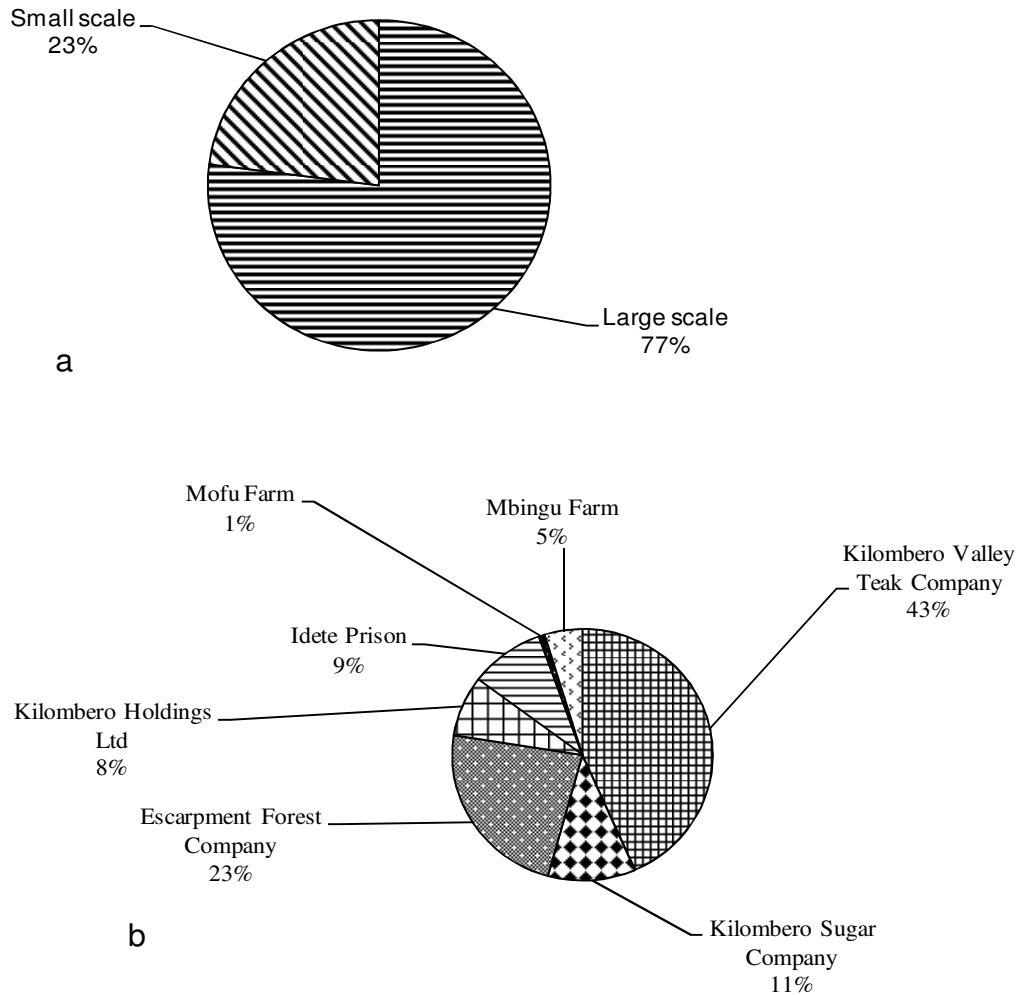 Small scale
23%
Large scale
77%
a
Mofu Farm
1%
Mbingu Farm
5%
Kilombero Valley
Teak Company
43%
Idete Prison
9%
Kilombero Holdings
Ltd
8%
Escarpment Forest
Company
23%
Kilombero Sugar
Company
11%
b